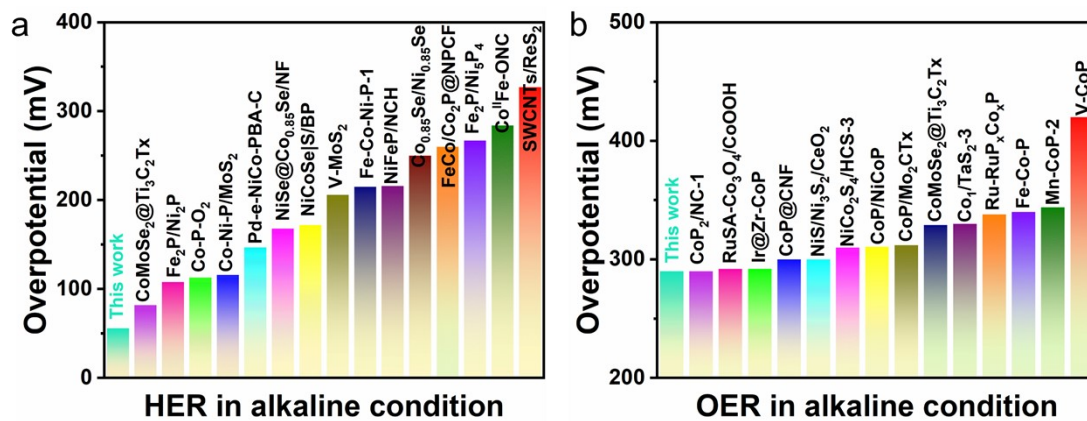 a
Overpotential (mV)
400
300
200
100
0
This work
CoMoSe₂@Ti₃C₂Tx
Fe₂P/Ni₂P
Co-P-O₂
Co-Ni-P/MoS₂
Pd-e-NiCo-PBA-C
NiSe@Co₀.₈₅Se/NF
NiCoSe|S/BP
V-MoS₂
Fe-Co-Ni-P-1
NiFeP/NCH
Co₀.₈₅Se/Ni₀.₈₅Se
FeCo/Co₂P@NPCF
Fe₂P/Ni₅P₄
CoᴵᴵFe-ONC
SWCNTs/ReS₂
HER in alkaline condition
b
Overpotential (mV)
500
400
300
200
This work
CoP₂/NC-1
RuSA-Co₃O₄/CoOOH
Ir@Zr-CoP
CoP@CNF
NiS/Ni₃S₂/CeO₂
NiCo₂S₄/HCS-3
CoP/NiCoP
CoP/Mo₂CTx
CoMoSe₂@Ti₃C₂Tx
Co₁/TaS₂-3
Ru-RuPₓCoₓP
Fe-Co-P
Mn-CoP-2
V-CoP
OER in alkaline condition